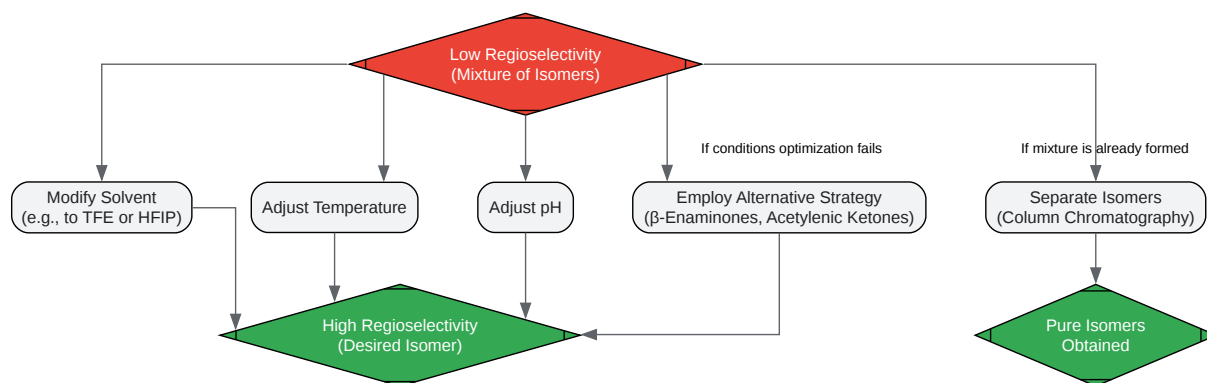 Low Regioselectivity
(Mixture of Isomers)
If conditions optimization fails
If mixture is already formed
Modify Solvent
(e.g., to TFE or HFIP)
Adjust Temperature
Adjust pH
Employ Alternative Strategy
(β-Enaminones, Acetylenic Ketones)
Separate Isomers
(Column Chromatography)
High Regioselectivity
(Desired Isomer)
Pure Isomers
Obtained